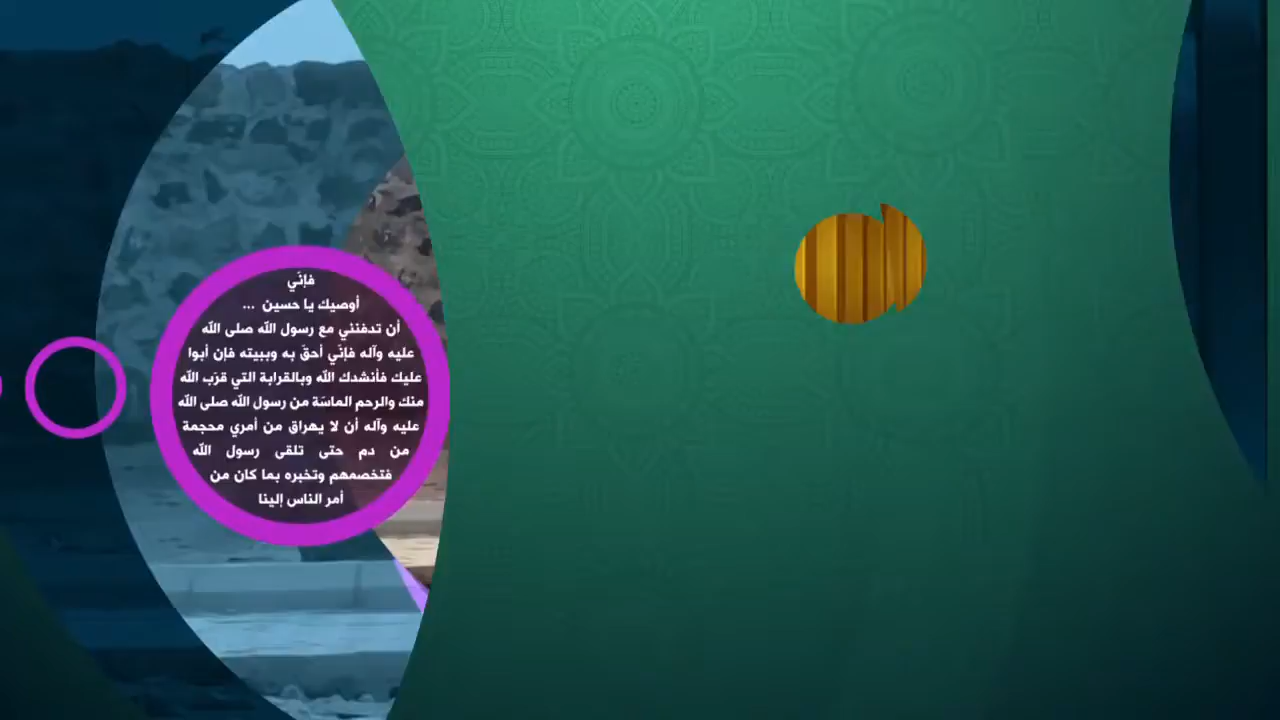 فإنّي
أوصيك يا حسين ...
أن تدفنني مع رسول الله صلى الله
عليه وآله فإنّي أحقّ به وببيته فإن أبوا
عليك فأنشدك الله وبالقرابة التي قرّب الله
منك والرحم الماسّة من رسول الله صلى الله
عليه وآله أن لا يهراق من أمري محجمة
من دم حتى تلقى رسول الله
فتخصمهم وتخبره بما كان من
أمر الناس إلينا